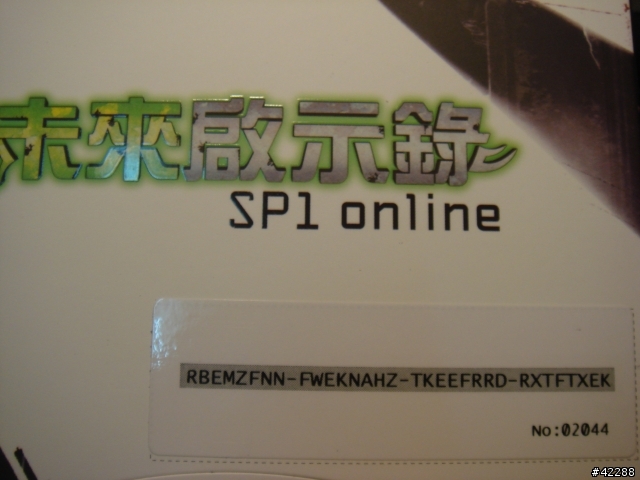 未來啟示錄
SP1 online
RBEMZFNN-FWEKNAHZ-TKEEFRRD-RXTFTXEK
No:02044
#42288